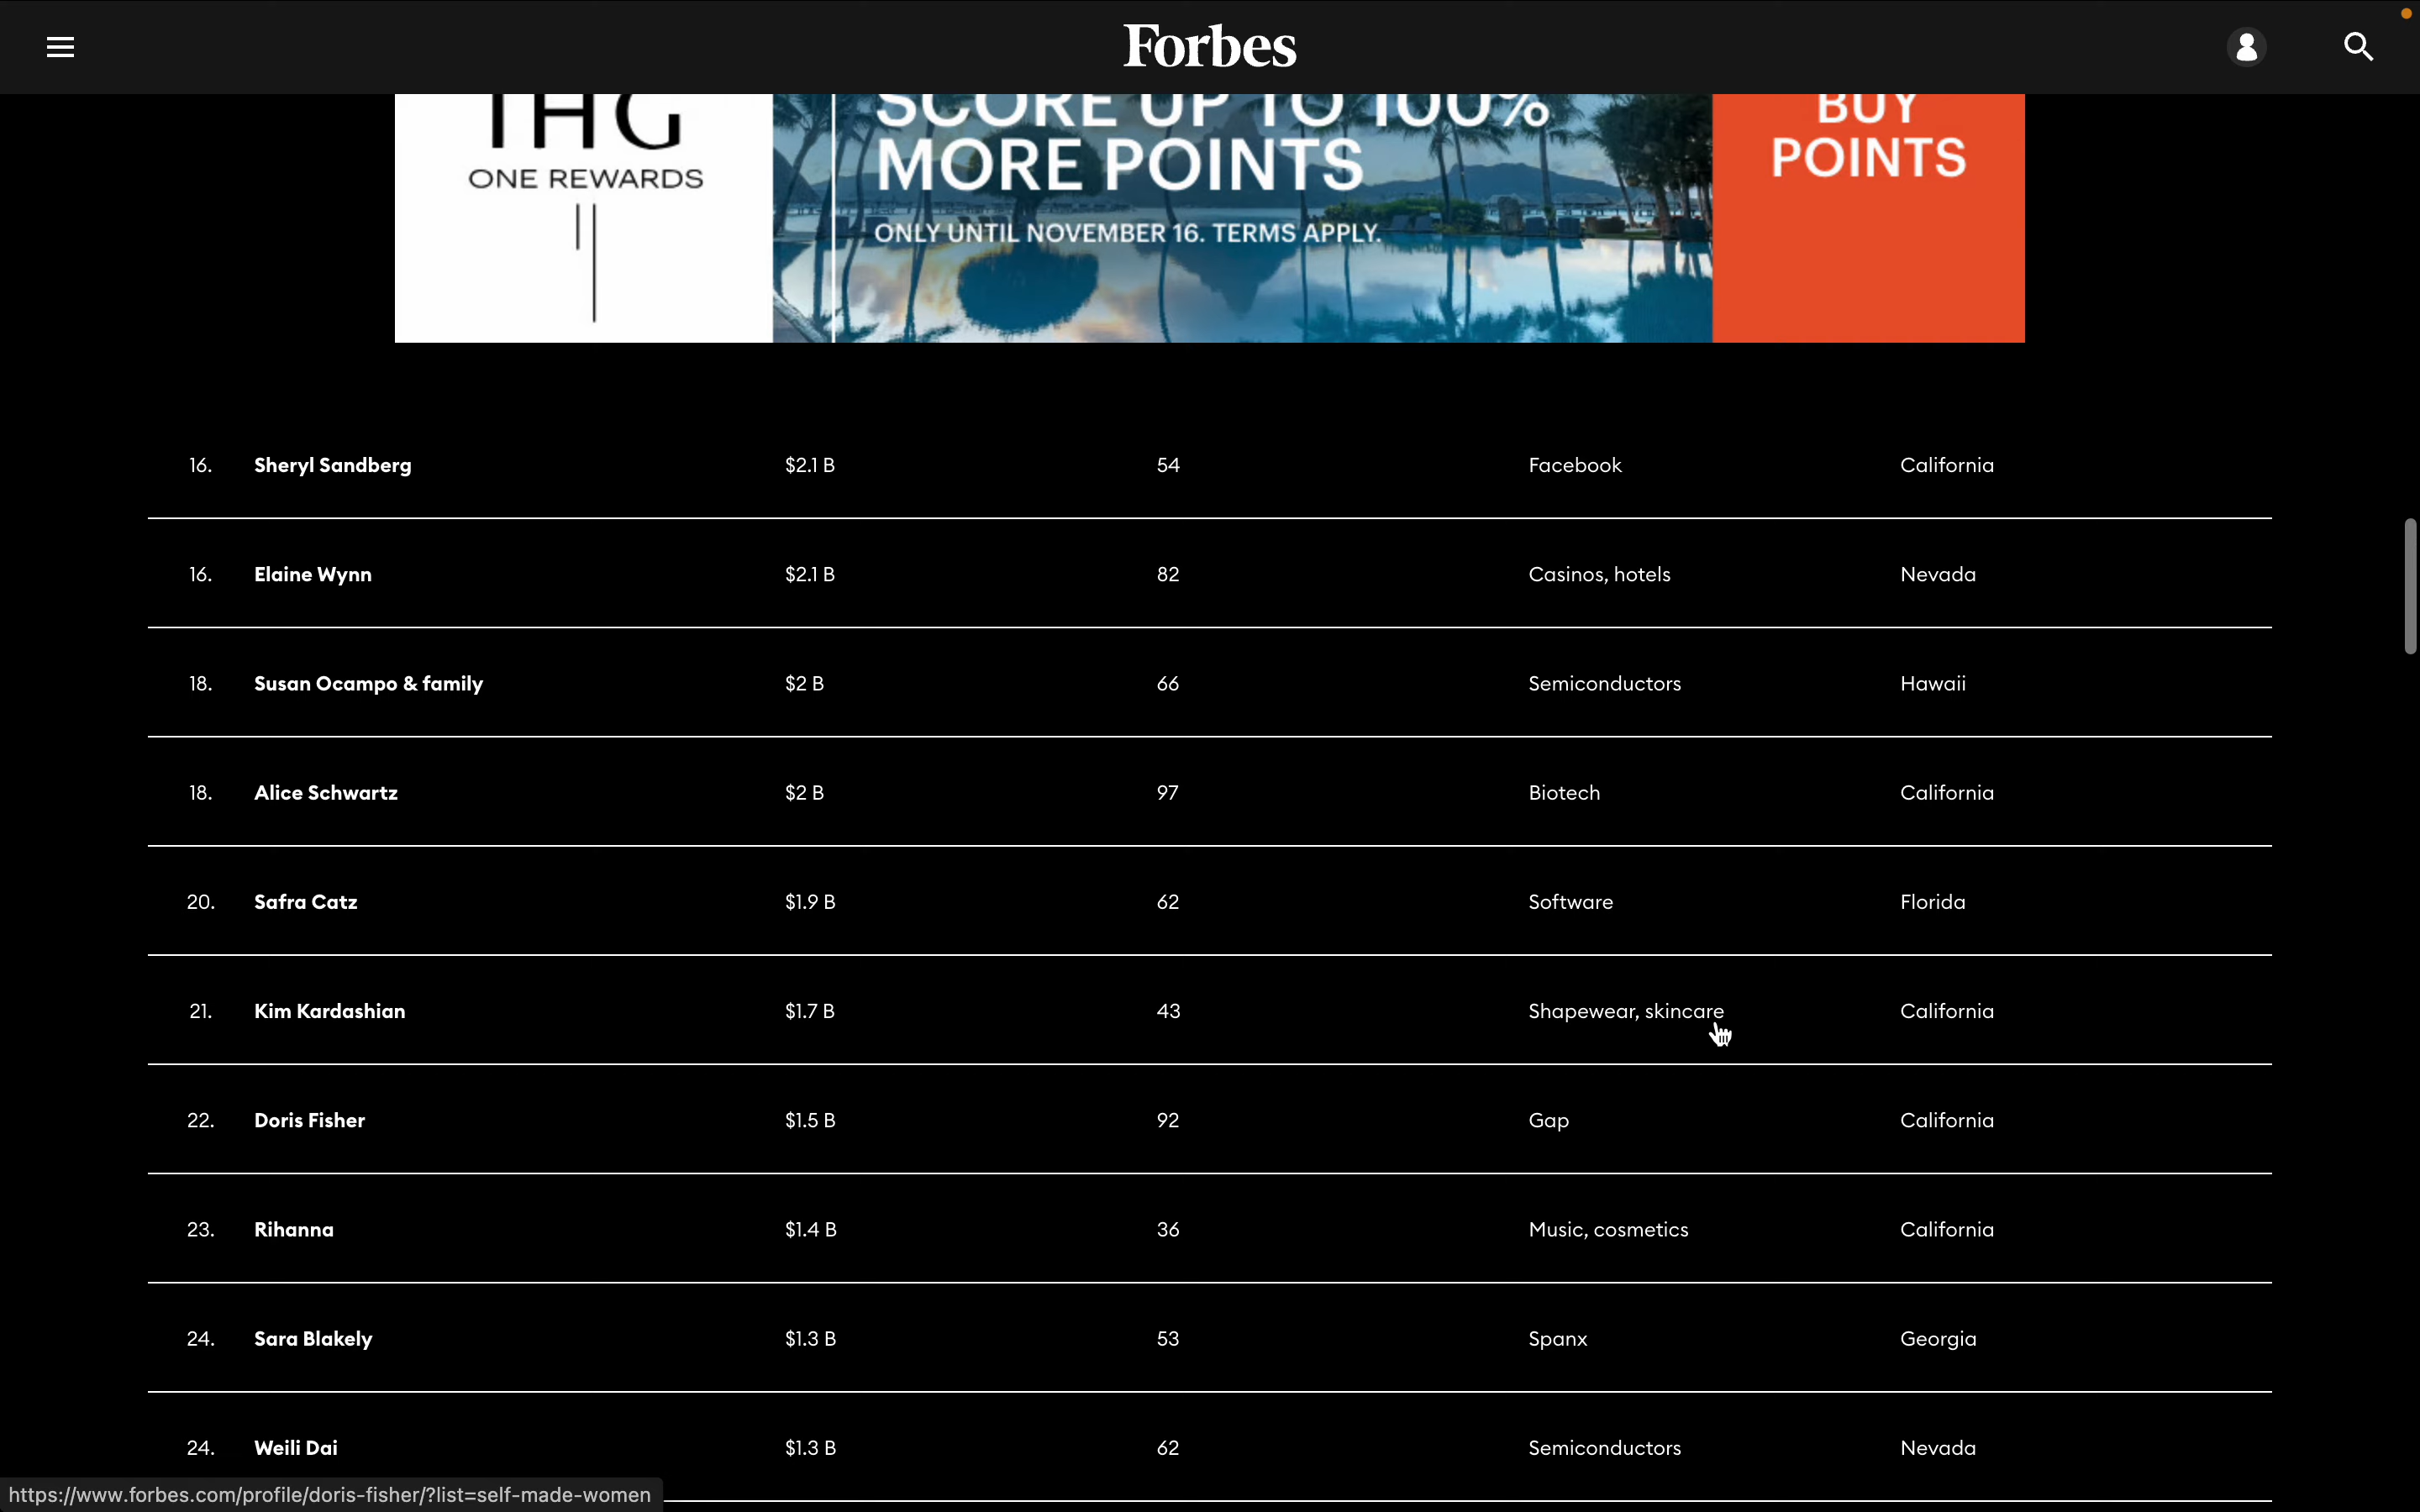 Forbes
IHG
ONE REWARDS
SCORE UP TO 100%
MORE POINTS
ONLY UNTIL NOVEMBER 16. TERMS APPLY.
BUY
POINTS
16. Sheryl Sandberg $2.1 B 54 Facebook California
16. Elaine Wynn $2.1 B 82 Casinos, hotels Nevada
18. Susan Ocampo & family $2 B 66 Semiconductors Hawaii
18. Alice Schwartz $2 B 97 Biotech California
20. Safra Catz $1.9 B 62 Software Florida
21. Kim Kardashian $1.7 B 43 Shapewear, skincare California
22. Doris Fisher $1.5 B 92 Gap California
23. Rihanna $1.4 B 36 Music, cosmetics California
24. Sara Blakely $1.3 B 53 Spanx Georgia
24. Weili Dai $1.3 B 62 Semiconductors Nevada
https://www.forbes.com/profile/doris-fisher/?list=self-made-women